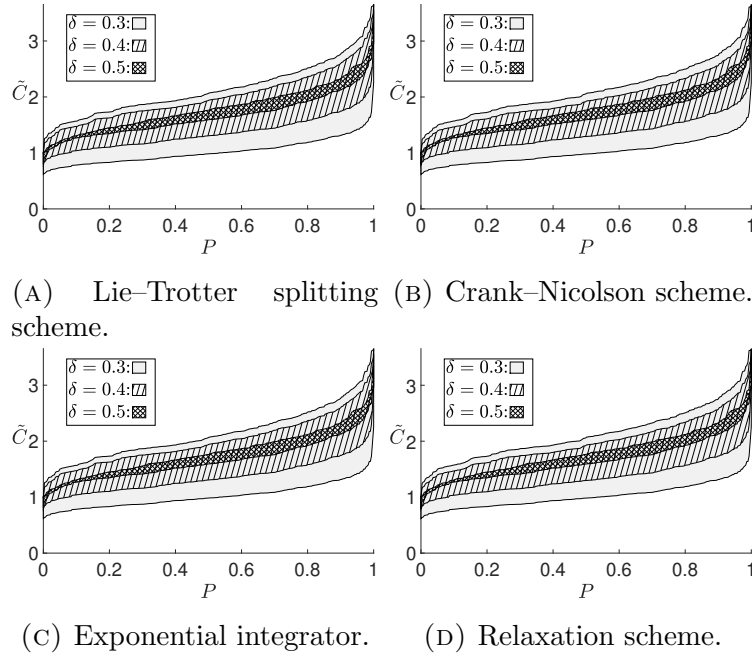 δ = 0.3:
δ = 0.4:
δ = 0.5:
3
C̃ 2
1
0
0 0.2 0.4 0.6 0.8 1
P
δ = 0.3:
δ = 0.4:
δ = 0.5:
3
C̃ 2
1
0
0 0.2 0.4 0.6 0.8 1
P
(A) Lie–Trotter splitting
scheme.
(B) Crank–Nicolson scheme.
δ = 0.3:
δ = 0.4:
δ = 0.5:
3
C̃ 2
1
0
0 0.2 0.4 0.6 0.8 1
P
δ = 0.3:
δ = 0.4:
δ = 0.5:
3
C̃ 2
1
0
0 0.2 0.4 0.6 0.8 1
P
(C) Exponential integrator.
(D) Relaxation scheme.